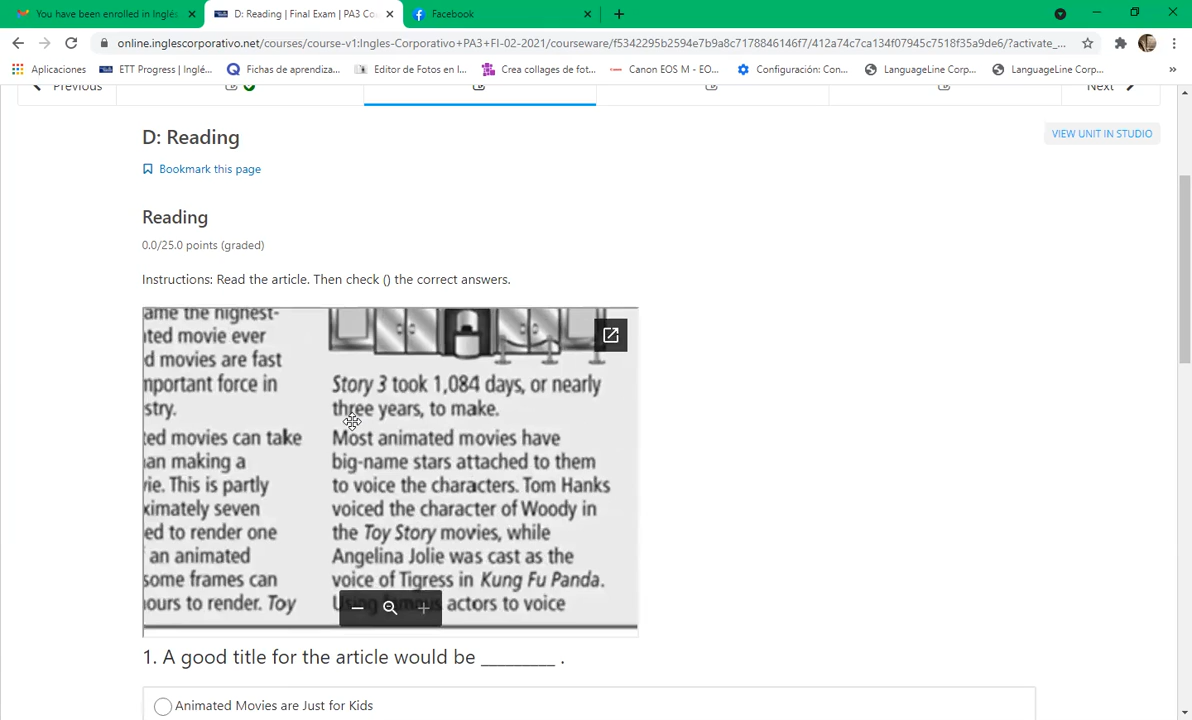 You have been enrolled in Inglés
D: Reading | Final Exam | PA3 Co
Facebook
online.inglescorporativo.net/courses/course-v1:Ingles-Corporativo+PA3+FI-02-2021/courseware/f5342295b2594e7b9a8c7178846146f7/412a74c7ca134f07945c7518f35a9de6/?activate_...
Aplicaciones
ETT Progress | Inglé...
Fichas de aprendiza...
Editor de Fotos en l...
Crea collages de fot...
Canon EOS M - EO...
Configuración: Con...
LanguageLine Corp...
LanguageLine Corp...
»
Previous
Next
D: Reading
VIEW UNIT IN STUDIO
Bookmark this page
Reading
0.0/25.0 points (graded)
Instructions: Read the article. Then check () the correct answers.
ame the highest-
ted movie ever
d movies are fast
mportant force in
stry.
ted movies can take
an making a
vie. This is partly
ximately seven
ed to render one
an animated
some frames can
hours to render. Toy
Story 3 took 1,084 days, or nearly
three years, to make.
Most animated movies have
big-name stars attached to them
to voice the characters. Tom Hanks
voiced the character of Woody in
the Toy Story movies, while
Angelina Jolie was cast as the
voice of Tigress in Kung Fu Panda.
Using famous actors to voice
1. A good title for the article would be ________ .
Animated Movies are Just for Kids